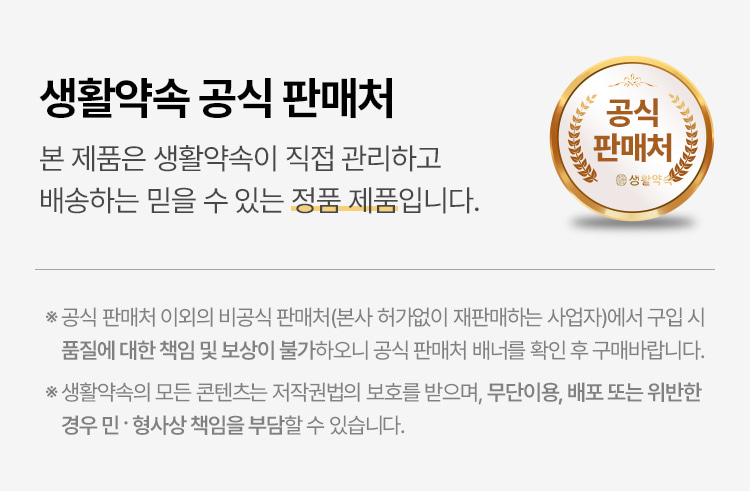 생활약속 공식 판매처
본 제품은 생활약속이 직접 관리하고
배송하는 믿을 수 있는 정품 제품입니다.
공식
판매처
생활약속
※ 공식 판매처 이외의 비공식 판매처(본사 허가없이 재판매하는 사업자)에서 구입 시
품질에 대한 책임 및 보상이 불가하오니 공식 판매처 배너를 확인 후 구매바랍니다.
※ 생활약속의 모든 콘텐츠는 저작권법의 보호를 받으며, 무단이용, 배포 또는 위반한
경우 민 · 형사상 책임을 부담할 수 있습니다.